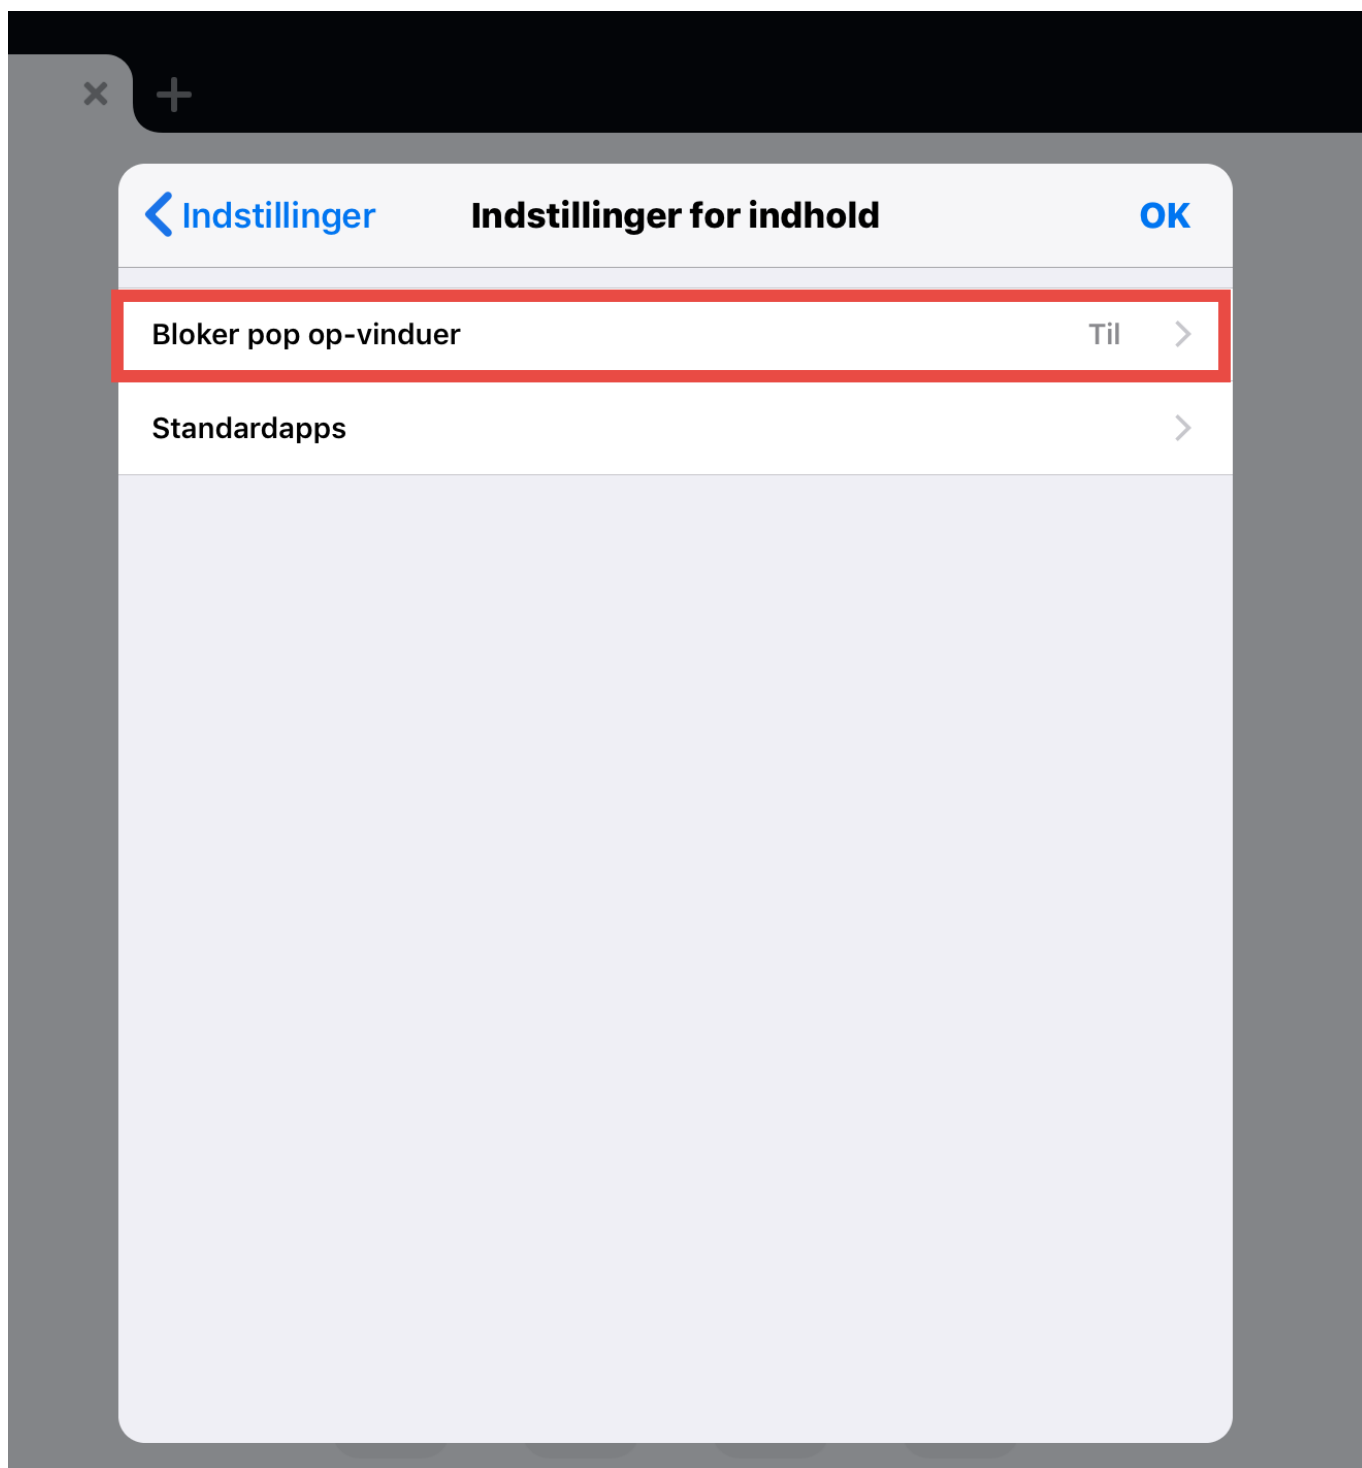 Indstillinger
Indstillinger for indhold
OK
Bloker pop op-vinduer
Til
Standardapps